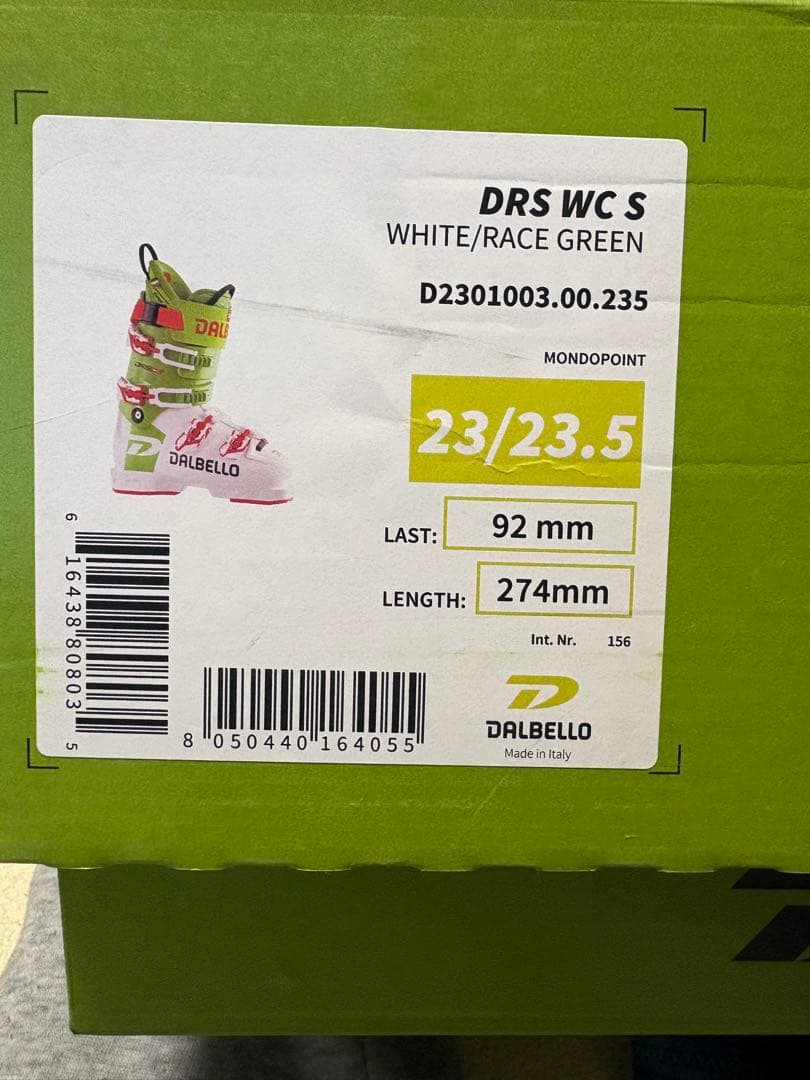 DRS WC S
WHITE/RACE GREEN
D2301003.00.235
MONDOPOINT
23/23.5
LAST: 92 mm
LENGTH: 274mm
Int. Nr. 156
DALBELLO
Made in Italy
DALBELLO
6 16438 80803 5
8 050440 164055